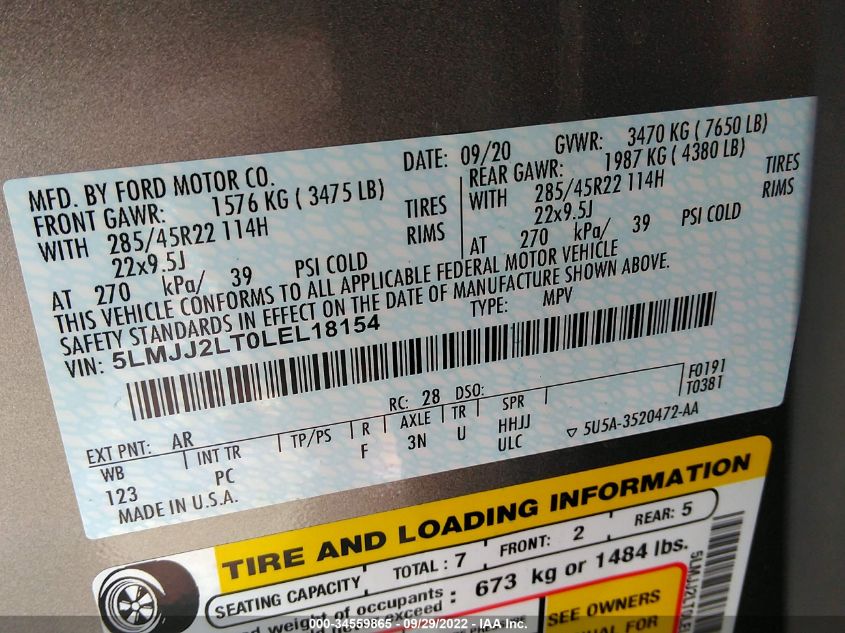 MFD. BY FORD MOTOR CO. DATE: 09/20 GVWR: 3470 KG ( 7650 LB)
FRONT GAWR: 1576 KG ( 3475 LB) REAR GAWR: 1987 KG ( 4380 LB)
WITH 285/45R22 114H TIRES WITH 285/45R22 114H TIRES
22x9.5J RIMS 22x9.5J RIMS
AT 270 kPa/ 39 PSI COLD AT 270 kPa/ 39 PSI COLD
THIS VEHICLE CONFORMS TO ALL APPLICABLE FEDERAL MOTOR VEHICLE
SAFETY STANDARDS IN EFFECT ON THE DATE OF MANUFACTURE SHOWN ABOVE.
VIN: 5LMJJ2LT0LEL18154 TYPE: MPV
F0191
T0381
RC: 28 DSO:
EXT PNT: AR
WB INT TR TP/PS R AXLE TR SPR
123 PC F 3N U HHJJ
ULC
▽ 5U5A-3520472-AA
MADE IN U.S.A.
TIRE AND LOADING INFORMATION
SEATING CAPACITY TOTAL : 7 FRONT: 2 REAR: 5
weight of occupants : 673 kg or 1484 lbs.
exceed
SEE OWNERS
FOR
5LMJJ2LT0LEL
000-34559865 - 09/29/2022 - IAA Inc.